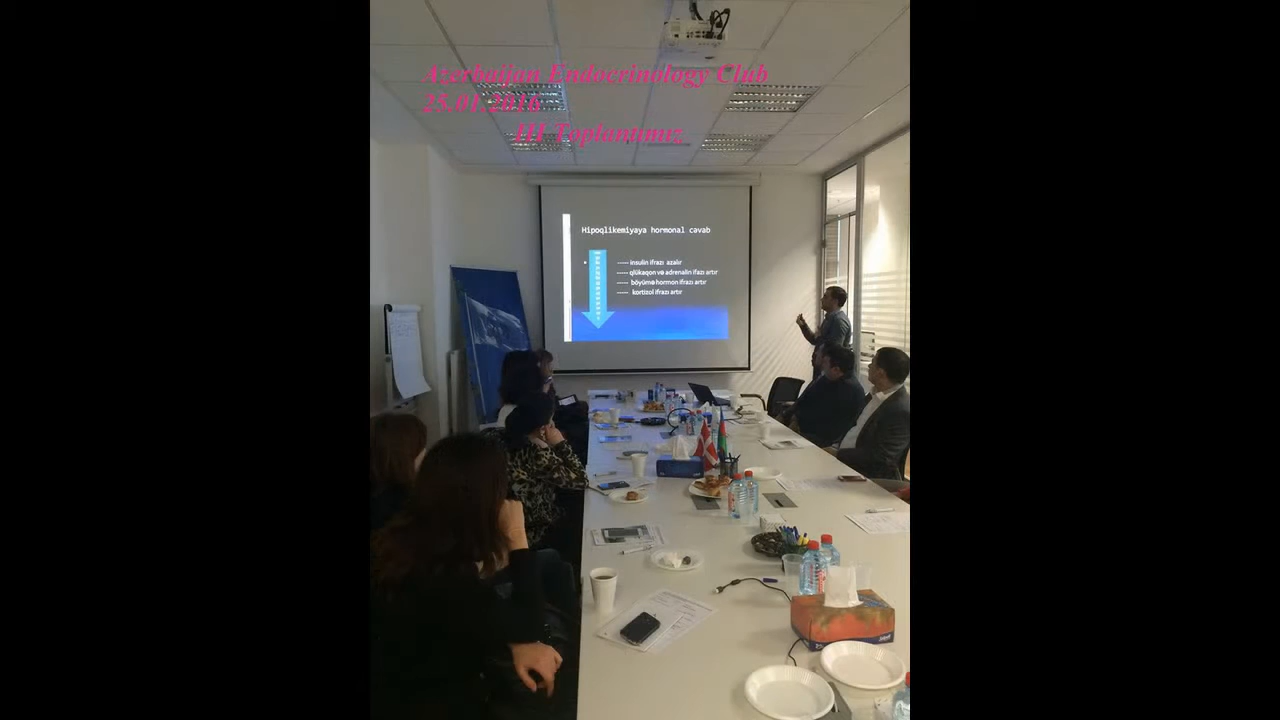 Azerbaijan Endocrinology Club
25.01.2016
III Toplantımız
Hipoqlikemiyaya hormonal cavab
----- insulin ifrazı azalır
----- qlükaqon və adrenalin ifazı artır
----- böyümə hormon ifrazı artır
----- kortizol ifrazı artır